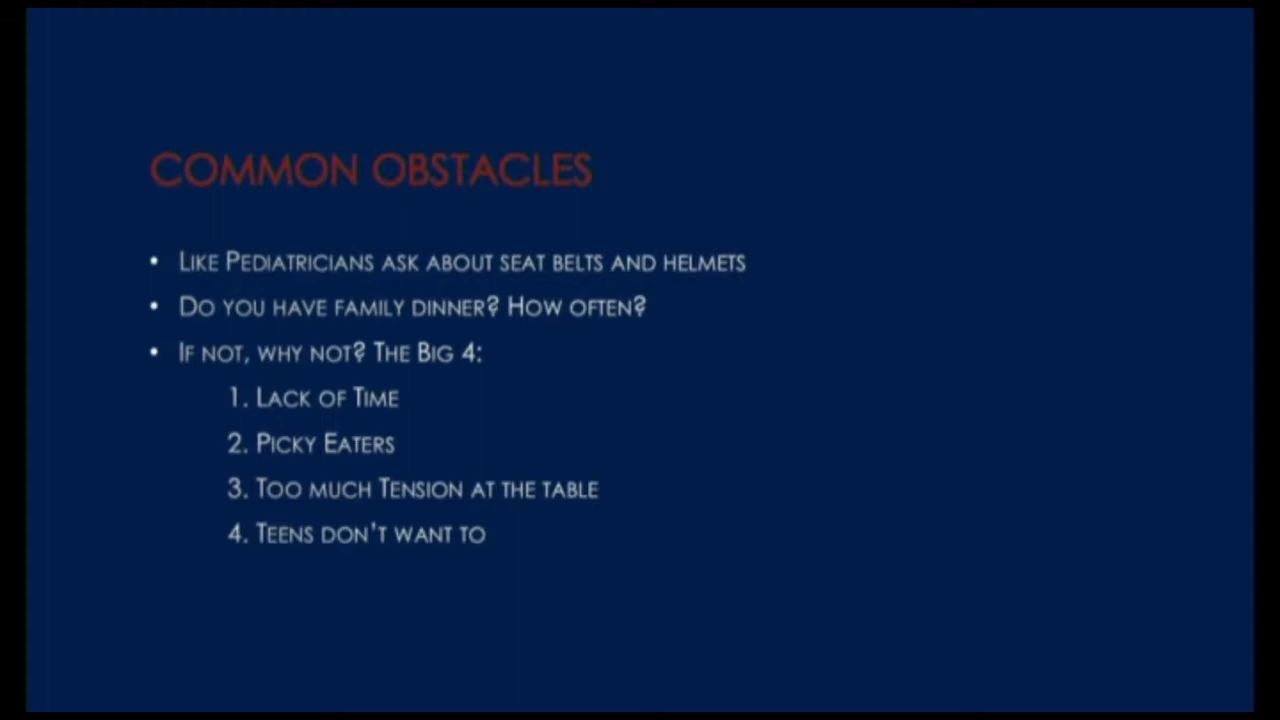 COMMON OBSTACLES
• LIKE PEDIATRICIANS ASK ABOUT SEAT BELTS AND HELMETS
• DO YOU HAVE FAMILY DINNER? HOW OFTEN?
• IF NOT, WHY NOT? THE BIG 4:
1. LACK OF TIME
2. PICKY EATERS
3. TOO MUCH TENSION AT THE TABLE
4. TEENS DON'T WANT TO